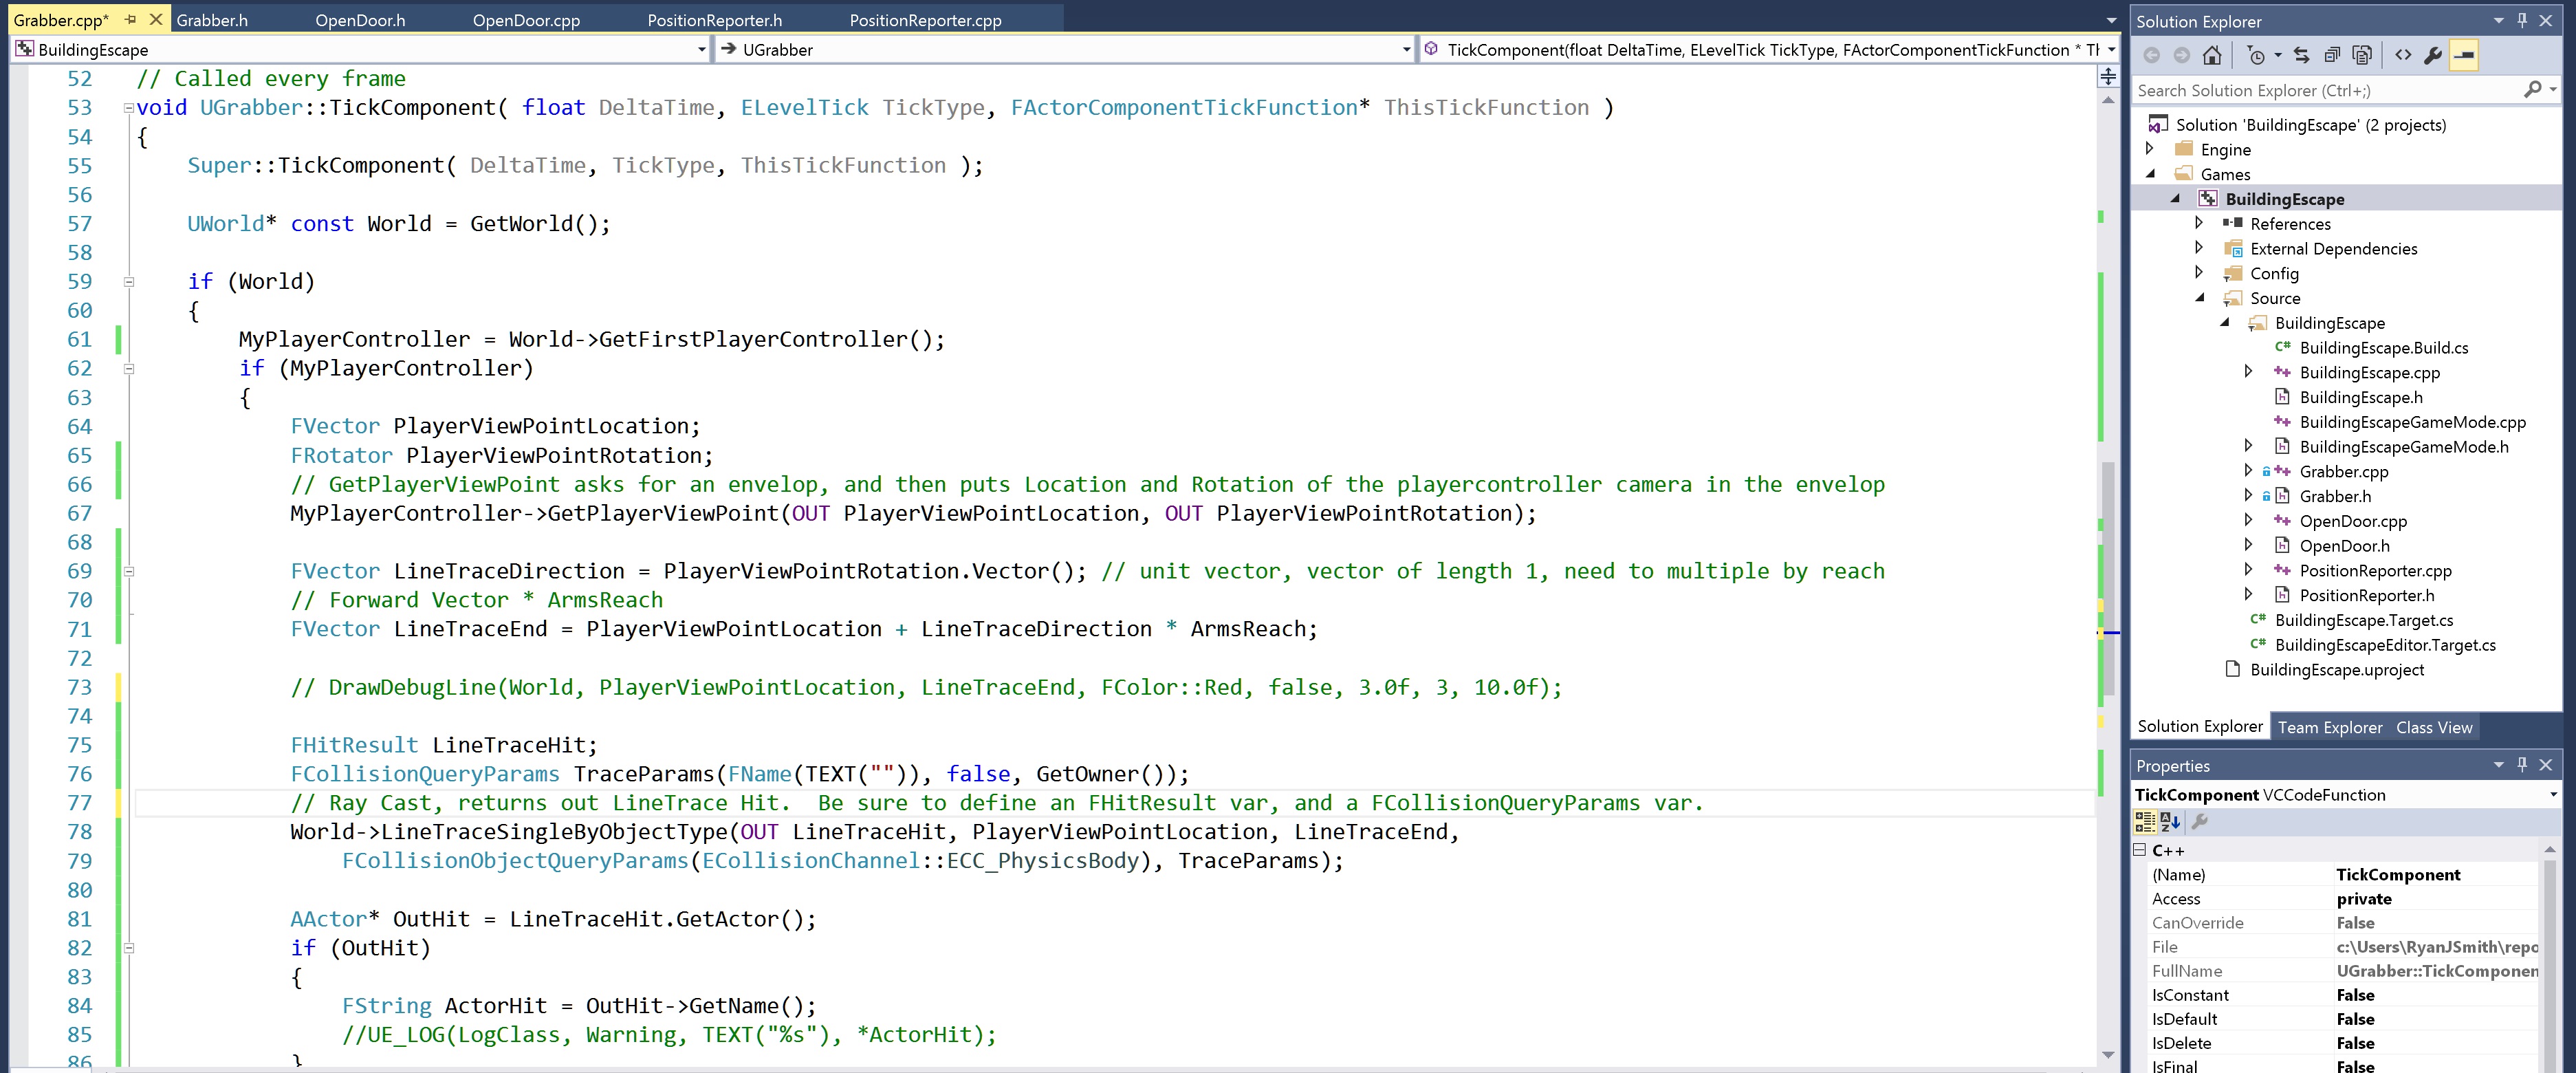 Grabber.cpp*
Grabber.h
OpenDoor.h
OpenDoor.cpp
PositionReporter.h
PositionReporter.cpp
BuildingEscape
UGrabber
TickComponent(float DeltaTime, ELevelTick TickType, FActorComponentTickFunction * Tl
52 // Called every frame
53 void UGrabber::TickComponent( float DeltaTime, ELevelTick TickType, FActorComponentTickFunction* ThisTickFunction )
54 {
55 Super::TickComponent( DeltaTime, TickType, ThisTickFunction );
56
57 UWorld* const World = GetWorld();
58
59 if (World)
60 {
61 MyPlayerController = World->GetFirstPlayerController();
62 if (MyPlayerController)
63 {
64 FVector PlayerViewPointLocation;
65 FRotator PlayerViewPointRotation;
66 // GetPlayerViewPoint asks for an envelop, and then puts Location and Rotation of the playercontroller camera in the envelop
67 MyPlayerController->GetPlayerViewPoint(OUT PlayerViewPointLocation, OUT PlayerViewPointRotation);
68
69 FVector LineTraceDirection = PlayerViewPointRotation.Vector(); // unit vector, vector of length 1, need to multiple by reach
70 // Forward Vector * ArmsReach
71 FVector LineTraceEnd = PlayerViewPointLocation + LineTraceDirection * ArmsReach;
72
73 // DrawDebugLine(World, PlayerViewPointLocation, LineTraceEnd, FColor::Red, false, 3.0f, 3, 10.0f);
74
75 FHitResult LineTraceHit;
76 FCollisionQueryParams TraceParams(FName(TEXT("")), false, GetOwner());
77 // Ray Cast, returns out LineTrace Hit.  Be sure to define an FHitResult var, and a FCollisionQueryParams var.
78 World->LineTraceSingleByObjectType(OUT LineTraceHit, PlayerViewPointLocation, LineTraceEnd,
79 FCollisionObjectQueryParams(ECollisionChannel::ECC_PhysicsBody), TraceParams);
80
81 AActor* OutHit = LineTraceHit.GetActor();
82 if (OutHit)
83 {
84 FString ActorHit = OutHit->GetName();
85 //UE_LOG(LogClass, Warning, TEXT("%s"), *ActorHit);
86 }
Solution Explorer
Search Solution Explorer (Ctrl+;)
Solution 'BuildingEscape' (2 projects)
Engine
Games
BuildingEscape
References
External Dependencies
Config
Source
BuildingEscape
C# BuildingEscape.Build.cs
BuildingEscape.cpp
BuildingEscape.h
BuildingEscapeGameMode.cpp
BuildingEscapeGameMode.h
Grabber.cpp
Grabber.h
OpenDoor.cpp
OpenDoor.h
PositionReporter.cpp
PositionReporter.h
C# BuildingEscape.Target.cs
C# BuildingEscapeEditor.Target.cs
BuildingEscape.uproject
Solution Explorer Team Explorer Class View
Properties
TickComponent VCCodeFunction
C++
(Name) TickComponent
Access private
CanOverride False
File c:\Users\RyanJSmith\repo
FullName UGrabber::TickComponen
IsConstant False
IsDefault False
IsDelete False
IsFinal False